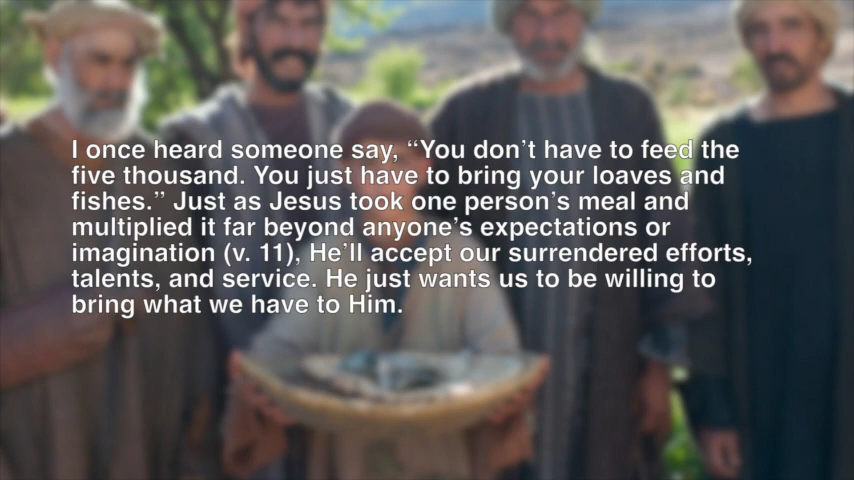 I once heard someone say, “You don’t have to feed the
five thousand. You just have to bring your loaves and
fishes.” Just as Jesus took one person’s meal and
multiplied it far beyond anyone’s expectations or
imagination (v. 11), He’ll accept our surrendered efforts,
talents, and service. He just wants us to be willing to
bring what we have to Him.